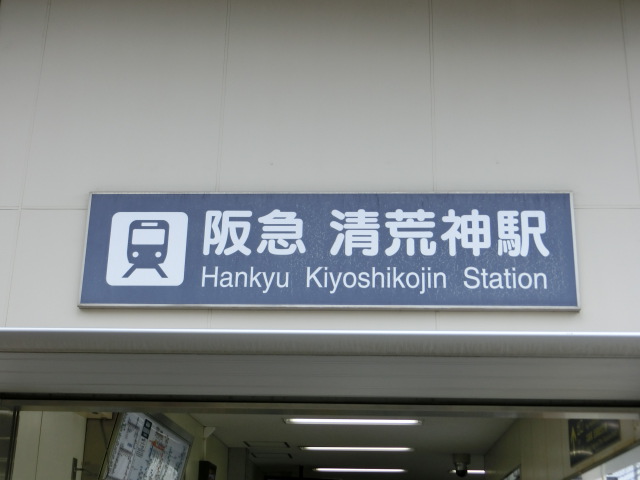 阪急 清荒神駅
Hankyu Kiyoshikojin Station